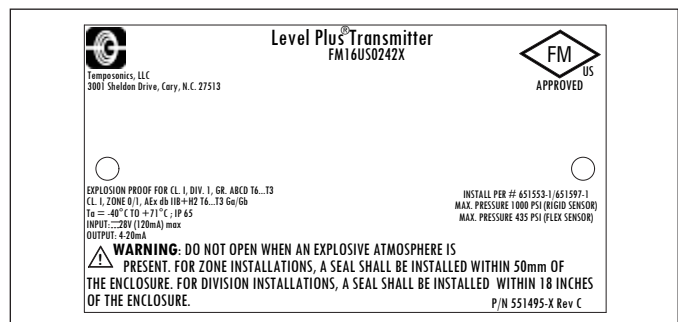 Level Plus® Transmitter
FM16US0242X
Temposonics, LLC
3001 Sheldon Drive, Cary, N.C. 27513
FM
US
APPROVED
EXPLOSION PROOF FOR CL. I, DIV. 1, GR. ABCD T6...T3
CL. I, ZONE 0/1, AEx db IIB+H2 T6...T3 Ga/Gb
Ta = -40°C TO +71°C ; IP 65
INPUT:⎓28V (120mA) max
OUTPUT: 4-20mA
INSTALL PER # 651553-1/651597-1
MAX. PRESSURE 1000 PSI (RIGID SENSOR)
MAX. PRESSURE 435 PSI (FLEX SENSOR)
WARNING: DO NOT OPEN WHEN AN EXPLOSIVE ATMOSPHERE IS
PRESENT. FOR ZONE INSTALLATIONS, A SEAL SHALL BE INSTALLED WITHIN 50mm OF
THE ENCLOSURE. FOR DIVISION INSTALLATIONS, A SEAL SHALL BE INSTALLED WITHIN 18 INCHES
OF THE ENCLOSURE.
P/N 551495-X Rev C